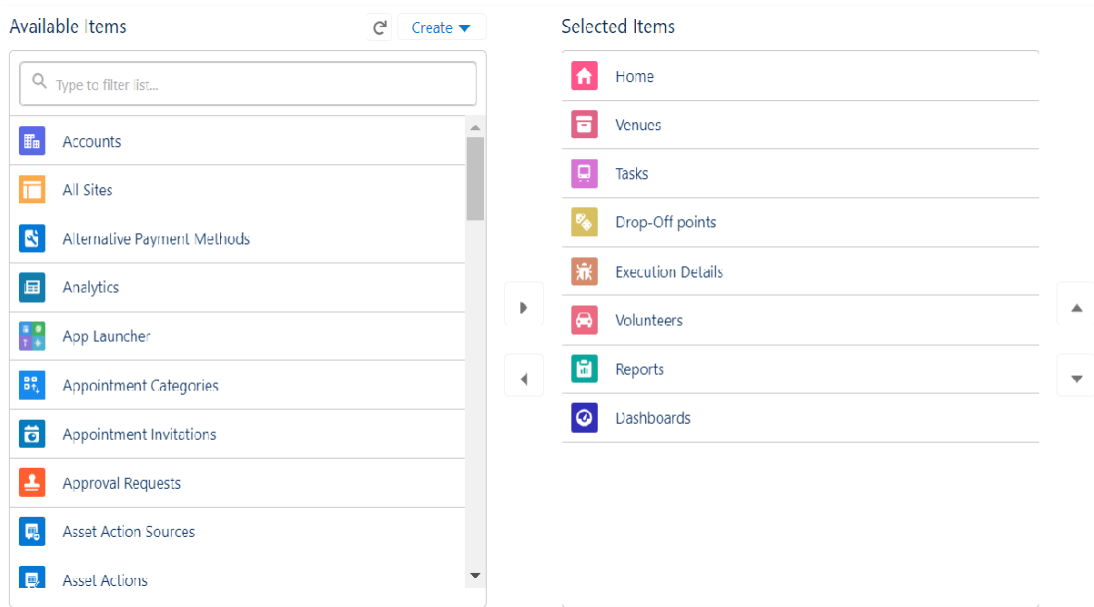 Available Items
Create
Type to filter list...
Accounts
All Sites
Alternative Payment Methods
Analytics
App Launcher
Appointment Categories
Appointment Invitations
Approval Requests
Asset Action Sources
Asset Actions
Selected Items
Home
Venues
Tasks
Drop-Off points
Execution Details
Volunteers
Reports
Dashboards